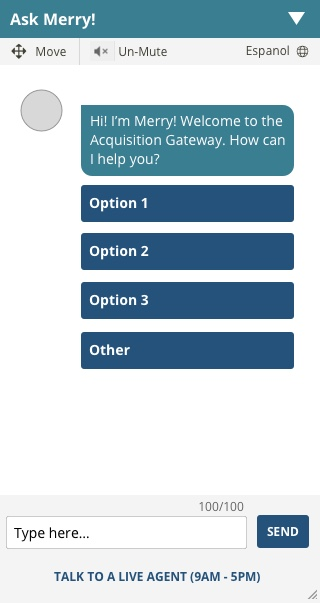 Ask Merry!
Move
Un-Mute
Espanol
Hi! I'm Merry! Welcome to the
Acquisition Gateway. How can
I help you?
Option 1
Option 2
Option 3
Other
100/100
Type here...
SEND
TALK TO A LIVE AGENT (9AM - 5PM)